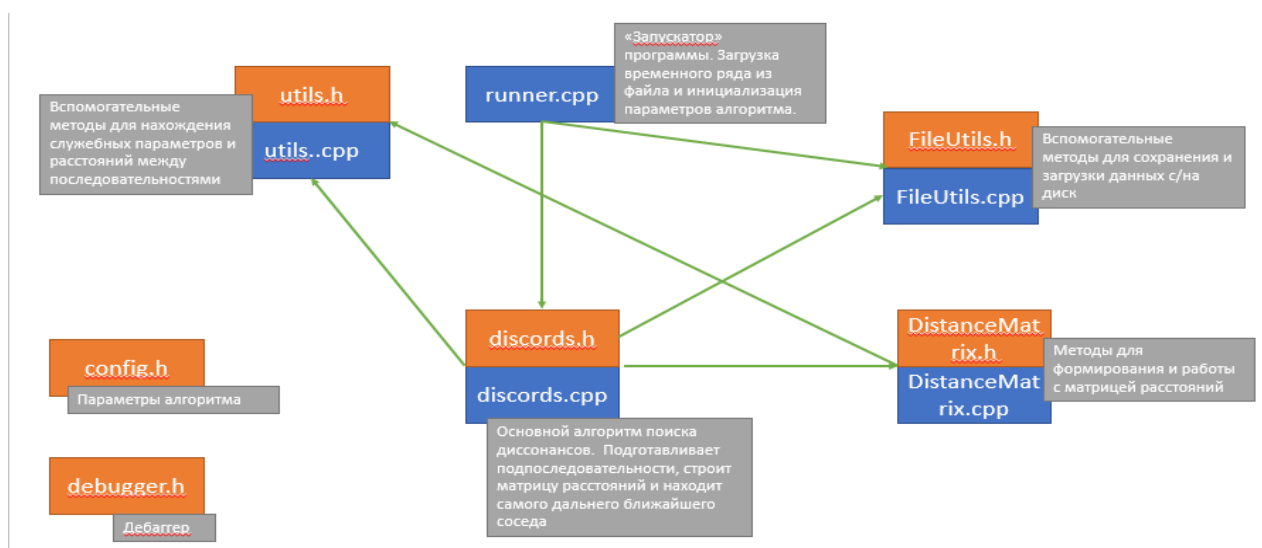 utils.h
utils..cpp
Вспомогательные
методы для нахождения
служебных параметров и
расстояний между
последовательностями
runner.cpp
«Запускатор»
программы. Загрузка
временного ряда из
файла и инициализация
параметров алгоритма.
FileUtils.h
FileUtils.cpp
Вспомогательные
методы для сохранения и
загрузки данных с/на
диск
config.h
Параметры алгоритма
discords.h
discords.cpp
Основной алгоритм поиска
диссонансов. Подготавливает
подпоследовательности, строит
матрицу расстояний и находит
самого дальнего ближайшего
соседа
DistanceMat
rix.h
DistanceMat
rix.cpp
Методы для
формирования и работы
с матрицей расстояний
debugger.h
Дебаггер